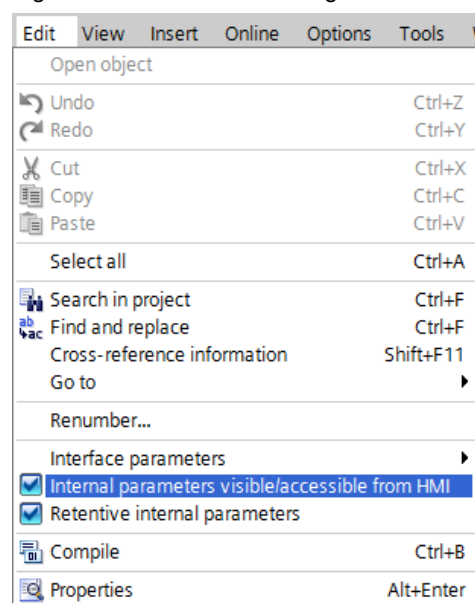 Edit View Insert Online Options Tools
Open object
Undo Ctrl+Z
Redo Ctrl+Y
Cut Ctrl+X
Copy Ctrl+C
Paste Ctrl+V
Select all Ctrl+A
Search in project Ctrl+F
Find and replace Ctrl+F
Cross-reference information Shift+F11
Go to
Renumber...
Interface parameters
Internal parameters visible/accessible from HMI
Retentive internal parameters
Compile Ctrl+B
Properties Alt+Enter